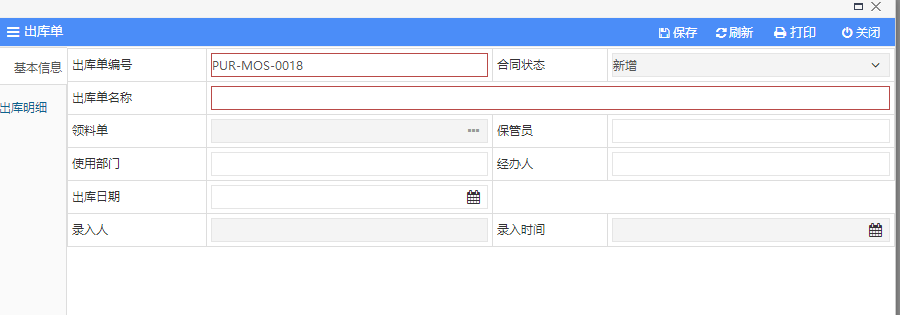 出库单 保存 刷新 打印 关闭
基本信息 出库单编号 PUR-MOS-0018 合同状态 新增
出库明细 出库单名称
领料单 保管员
使用部门 经办人
出库日期
录入人 录入时间